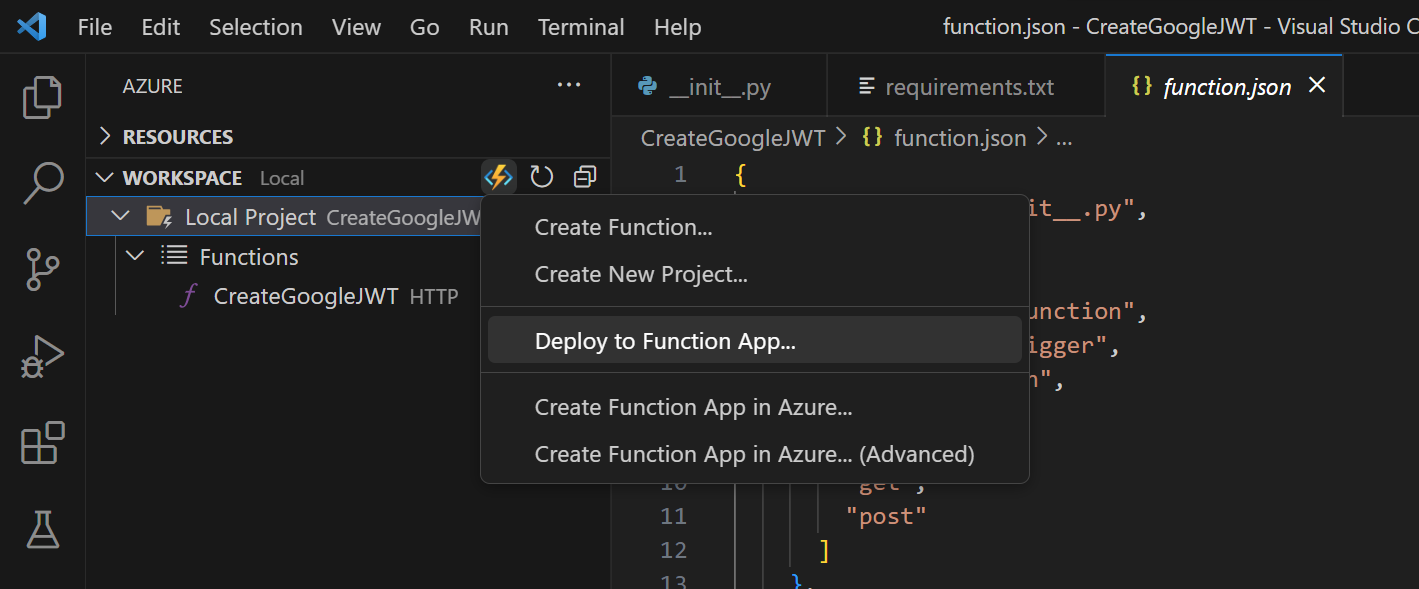 File Edit Selection View Go Run Terminal Help function.json - CreateGoogleJWT - Visual Studio
AZURE ...
__init__.py requirements.txt {} function.json
RESOURCES
CreateGoogleJWT > {} function.json > ...
WORKSPACE Local
1 {
Local Project CreateGoogleJW
it__.py",
Create Function...
Functions
Create New Project...
CreateGoogleJWT HTTP
unction",
Deploy to Function App...
igger",
n",
Create Function App in Azure...
Create Function App in Azure... (Advanced)
10 get",
11 "post"
12 ]
13 },